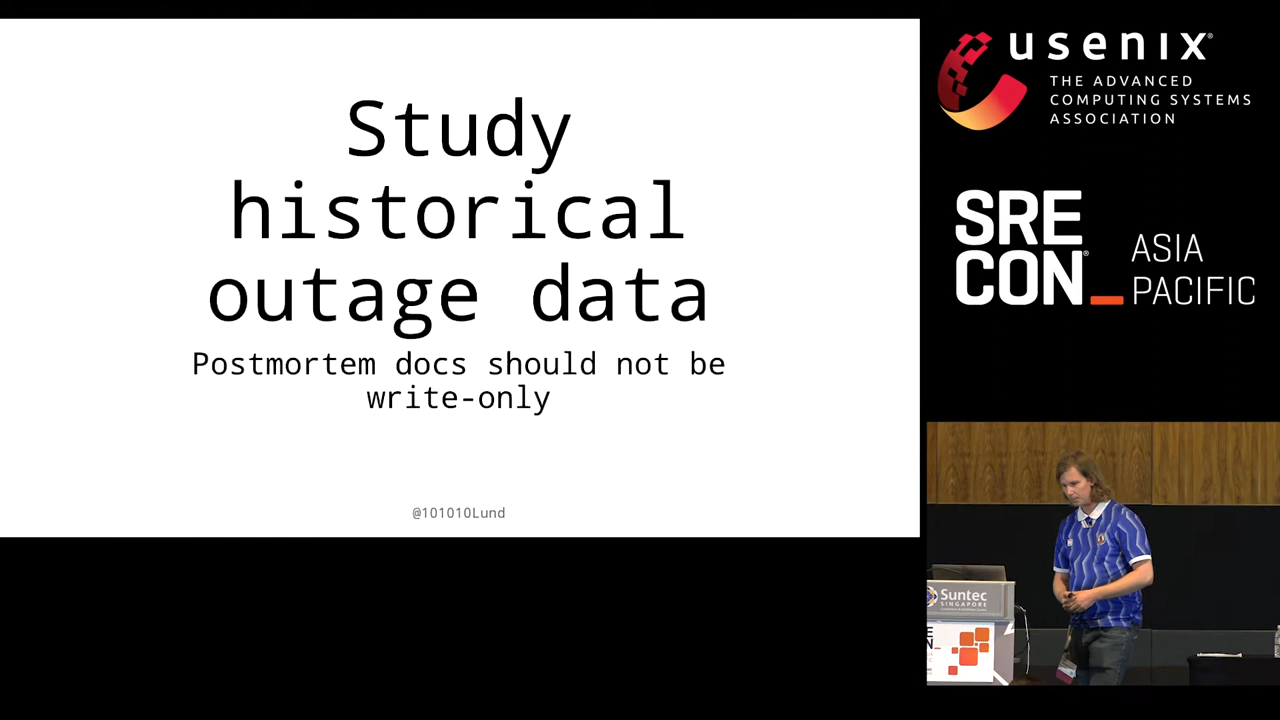 Study
historical
outage data
Postmortem docs should not be
write-only
@101010Lund
usenix®
THE ADVANCED
COMPUTING SYSTEMS
ASSOCIATION
SRE
CON®
ASIA
PACIFIC
Suntec
SINGAPORE